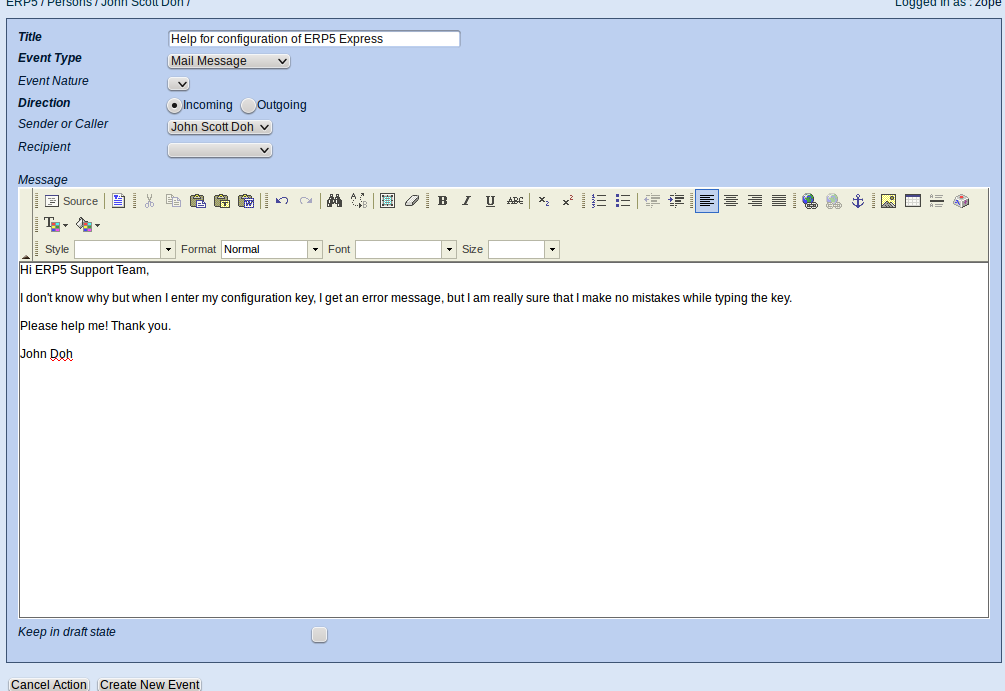 ERP5 / Persons / John Scott Doh /
Logged in as : zope
Title Help for configuration of ERP5 Express
Event Type Mail Message
Event Nature
Direction Incoming Outgoing
Sender or Caller John Scott Doh
Recipient
Message
Source
B I U ABC x₂ x²
Style Format Normal Font Size
Hi ERP5 Support Team,
I don't know why but when I enter my configuration key, I get an error message, but I am really sure that I make no mistakes while typing the key.
Please help me! Thank you.
John Doh
Keep in draft state
Cancel Action Create New Event